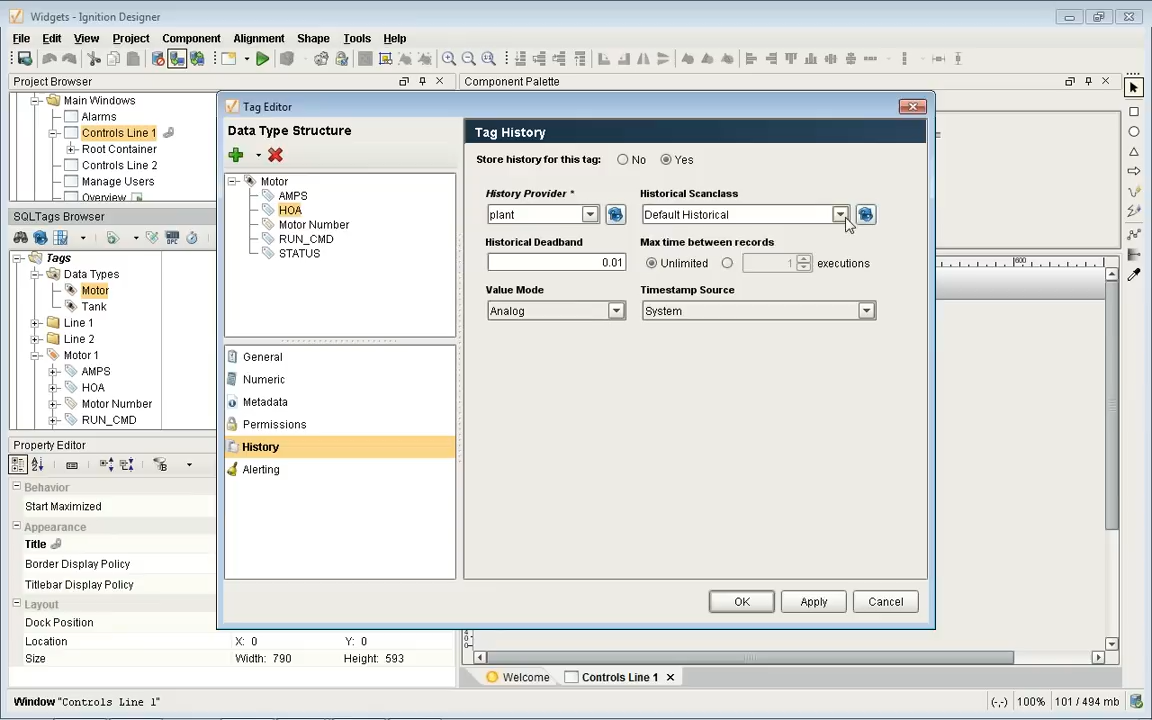 Widgets - Ignition Designer
File Edit View Project Component Alignment Shape Tools Help
Project Browser
Main Windows
Alarms
Controls Line 1
Root Container
Controls Line 2
Manage Users
Overview
SQLTags Browser
Tags
Data Types
Motor
Tank
Line 1
Line 2
Motor 1
AMPS
HOA
Motor Number
RUN_CMD
Property Editor
Behavior
Start Maximized
Appearance
Title
Border Display Policy
Titlebar Display Policy
Layout
Dock Position
Location X: 0 Y: 0
Size Width: 790 Height: 593
Window "Controls Line 1"
Component Palette
Tag Editor
Data Type Structure
Motor
AMPS
HOA
Motor Number
RUN_CMD
STATUS
General
Numeric
Metadata
Permissions
History
Alerting
Tag History
Store history for this tag: No Yes
History Provider * Historical Scanclass
plant Default Historical
Historical Deadband Max time between records
0.01 Unlimited 1 executions
Value Mode Timestamp Source
Analog System
OK Apply Cancel
600
Welcome Controls Line 1
(-,-) 100% 101 / 494 mb